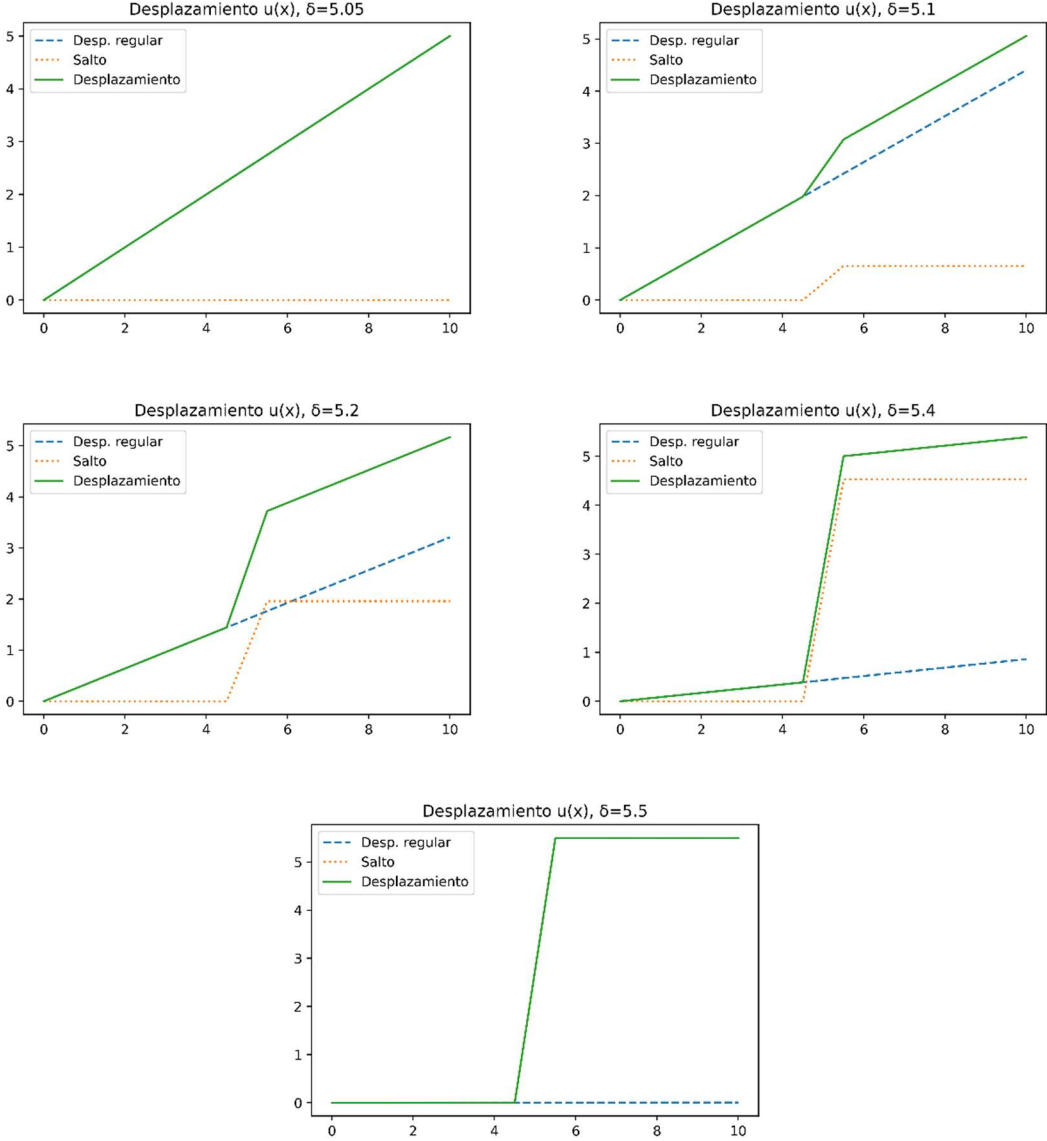 Desplazamiento u(x), δ=5.05
Desp. regular
Salto
Desplazamiento
5
4
3
2
1
0
0 2 4 6 8 10
Desplazamiento u(x), δ=5.1
Desp. regular
Salto
Desplazamiento
5
4
3
2
1
0
0 2 4 6 8 10
Desplazamiento u(x), δ=5.2
Desp. regular
Salto
Desplazamiento
5
4
3
2
1
0
0 2 4 6 8 10
Desplazamiento u(x), δ=5.4
Desp. regular
Salto
Desplazamiento
5
4
3
2
1
0
0 2 4 6 8 10
Desplazamiento u(x), δ=5.5
Desp. regular
Salto
Desplazamiento
5
4
3
2
1
0
0 2 4 6 8 10